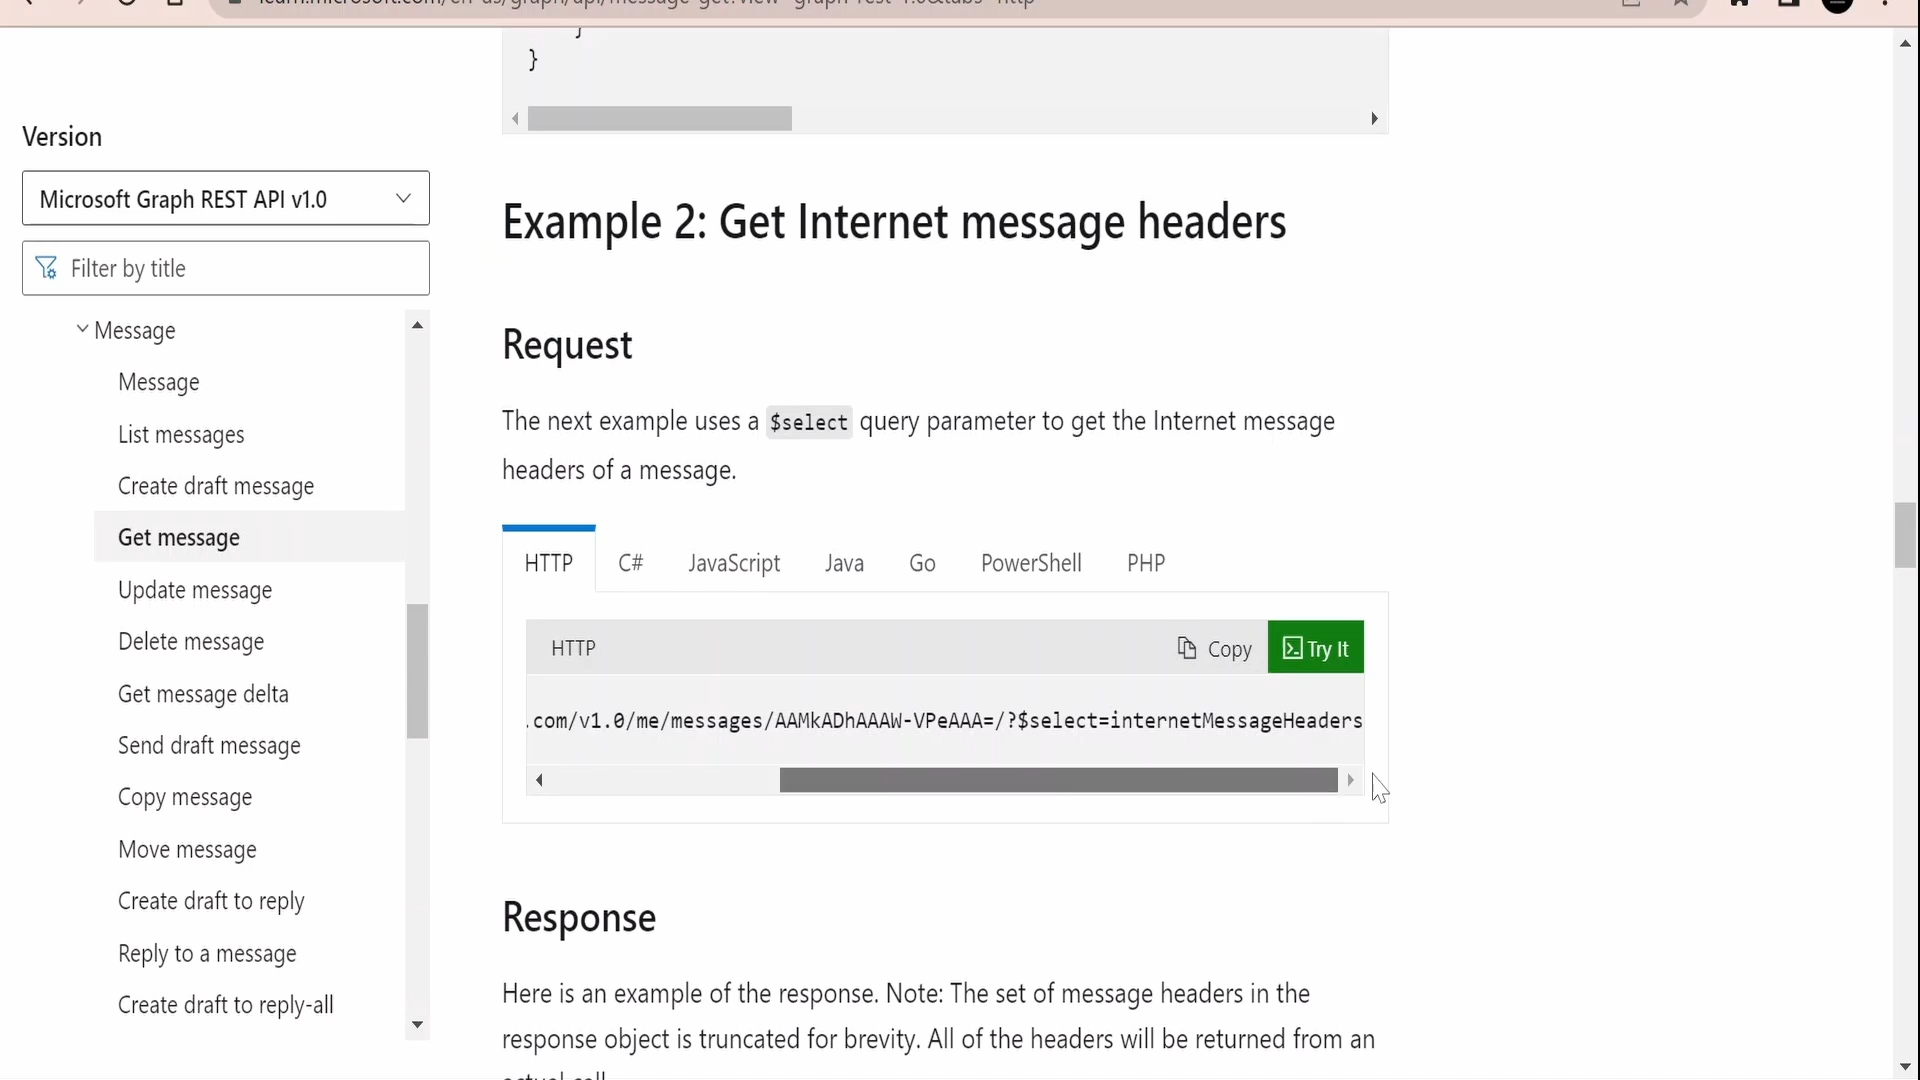 }
Version
Microsoft Graph REST API v1.0
Filter by title
Message
Message
List messages
Create draft message
Get message
Update message
Delete message
Get message delta
Send draft message
Copy message
Move message
Create draft to reply
Reply to a message
Create draft to reply-all
Example 2: Get Internet message headers
Request
The next example uses a $select query parameter to get the Internet message
headers of a message.
HTTP C# JavaScript Java Go PowerShell PHP
HTTP Copy Try It
.com/v1.0/me/messages/AAMkADhAAAW-VPeAAA=/?$select=internetMessageHeaders
Response
Here is an example of the response. Note: The set of message headers in the
response object is truncated for brevity. All of the headers will be returned from an